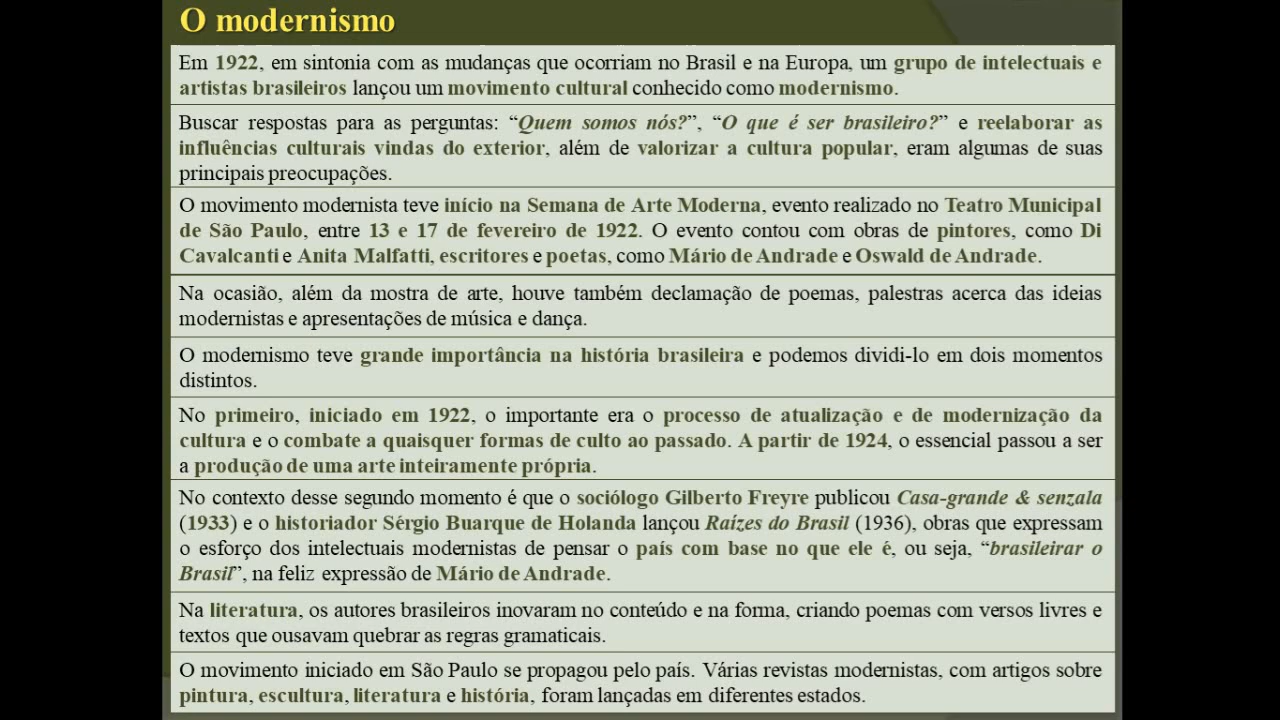 O modernismo
Em 1922, em sintonia com as mudanças que ocorriam no Brasil e na Europa, um grupo de intelectuais e
artistas brasileiros lançou um movimento cultural conhecido como modernismo.
Buscar respostas para as perguntas: “Quem somos nós?”, “O que é ser brasileiro?” e reelaborar as
influências culturais vindas do exterior, além de valorizar a cultura popular, eram algumas de suas
principais preocupações.
O movimento modernista teve início na Semana de Arte Moderna, evento realizado no Teatro Municipal
de São Paulo, entre 13 e 17 de fevereiro de 1922. O evento contou com obras de pintores, como Di
Cavalcanti e Anita Malfatti, escritores e poetas, como Mário de Andrade e Oswald de Andrade.
Na ocasião, além da mostra de arte, houve também declamação de poemas, palestras acerca das ideias
modernistas e apresentações de música e dança.
O modernismo teve grande importância na história brasileira e podemos dividi-lo em dois momentos
distintos.
No primeiro, iniciado em 1922, o importante era o processo de atualização e de modernização da
cultura e o combate a quaisquer formas de culto ao passado. A partir de 1924, o essencial passou a ser
a produção de uma arte inteiramente própria.
No contexto desse segundo momento é que o sociólogo Gilberto Freyre publicou Casa-grande & senzala
(1933) e o historiador Sérgio Buarque de Holanda lançou Raízes do Brasil (1936), obras que expressam
o esforço dos intelectuais modernistas de pensar o país com base no que ele é, ou seja, “brasileirar o
Brasil”, na feliz expressão de Mário de Andrade.
Na literatura, os autores brasileiros inovaram no conteúdo e na forma, criando poemas com versos livres e
textos que ousavam quebrar as regras gramaticais.
O movimento iniciado em São Paulo se propagou pelo país. Várias revistas modernistas, com artigos sobre
pintura, escultura, literatura e história, foram lançadas em diferentes estados.